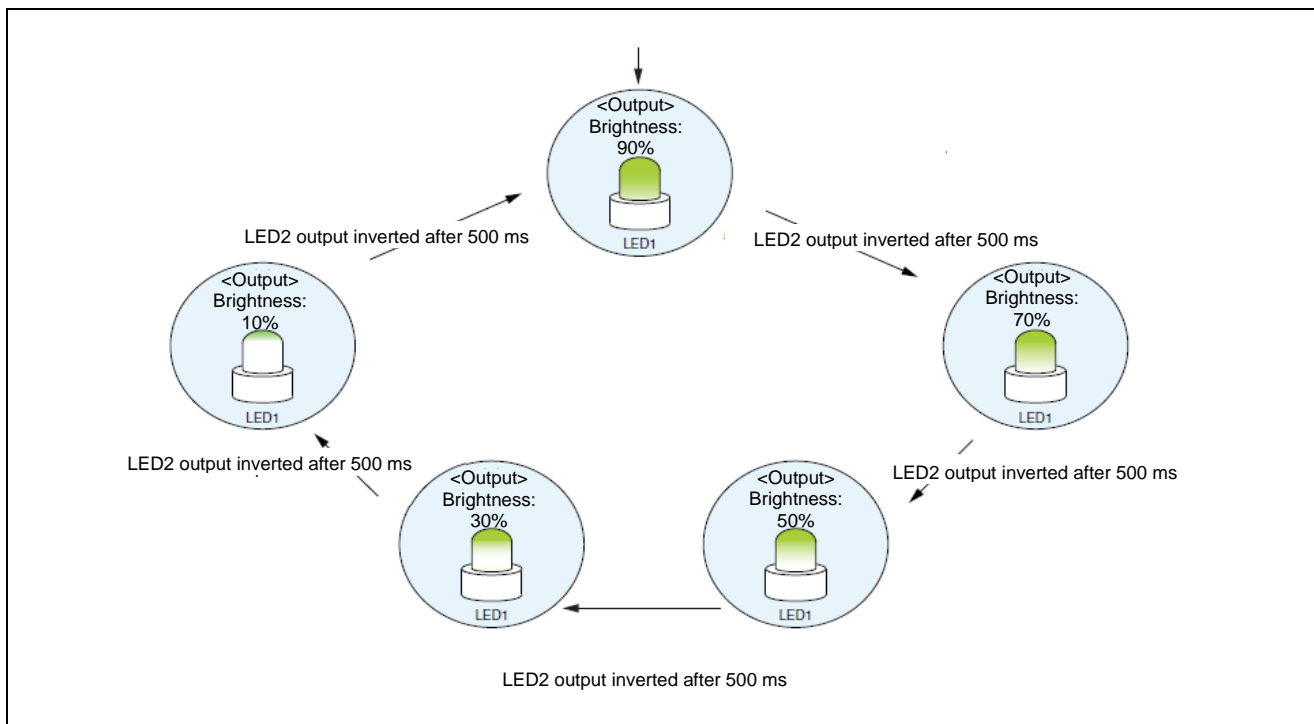 <Output>
Brightness:
90%
LED1
LED2 output inverted after 500 ms
LED2 output inverted after 500 ms
<Output>
Brightness:
10%
LED1
<Output>
Brightness:
70%
LED1
LED2 output inverted after 500 ms
LED2 output inverted after 500 ms
<Output>
Brightness:
30%
LED1
<Output>
Brightness:
50%
LED1
LED2 output inverted after 500 ms